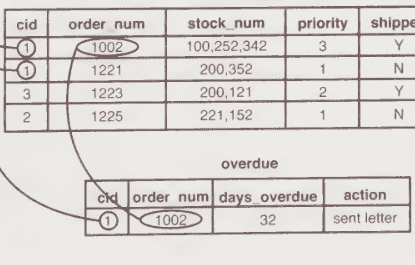 cid order_num stock_num priority shippe
1 1002 100,252,342 3 Y
1 1221 200,352 1 N
3 1223 200,121 2 Y
2 1225 221,152 1 N
overdue
cid order_num days_overdue action
1 1002 32 sent letter